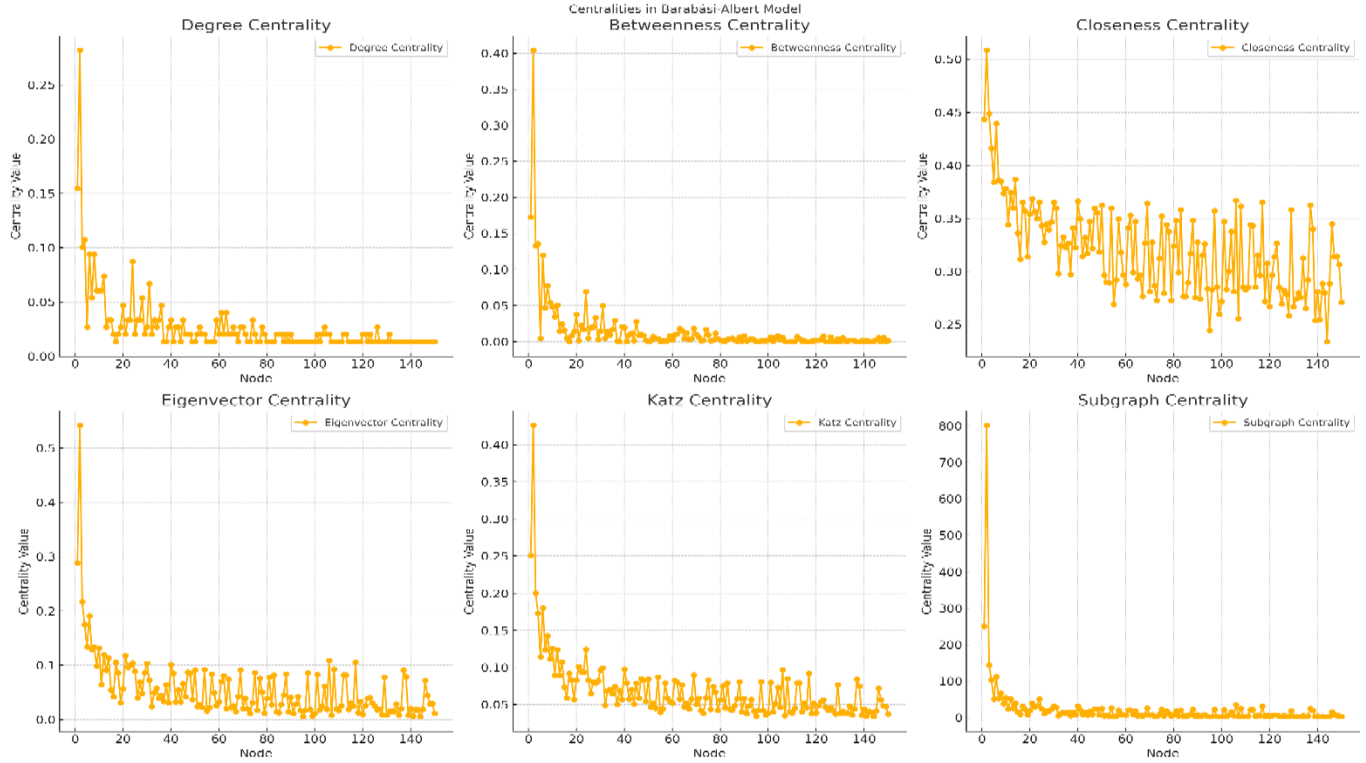 Centralities in Barabási-Albert Model
Degree Centrality
Betweenness Centrality
Closeness Centrality
Degree Centrality
Betweenness Centrality
Closeness Centrality
Centrality Value
0.25
0.20
0.15
0.10
0.05
0.00
0 20 40 60 80 100 120 140
Node
Centrality Value
0.40
0.35
0.30
0.25
0.20
0.15
0.10
0.05
0.00
0 20 40 60 80 100 120 140
Node
Centrality Value
0.50
0.45
0.40
0.35
0.30
0.25
0 20 40 60 80 100 120 140
Node
Eigenvector Centrality
Katz Centrality
Subgraph Centrality
Eigenvector Centrality
Katz Centrality
Subgraph Centrality
Centrality Value
0.5
0.4
0.3
0.2
0.1
0.0
0 20 40 60 80 100 120 140
Node
Centrality Value
0.40
0.35
0.30
0.25
0.20
0.15
0.10
0.05
0 20 40 60 80 100 120 140
Node
Centrality Value
800
700
600
500
400
300
200
100
0
0 20 40 60 80 100 120 140
Node